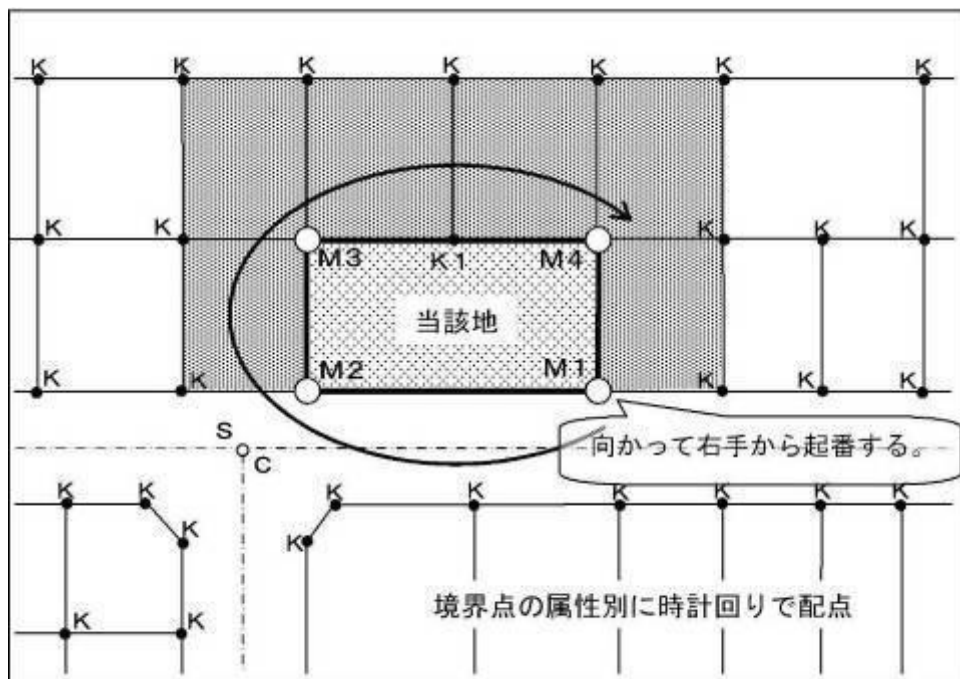 K K K K K K K
K K K K K
M3 K1 M4
当該地
M2 M1
K K K K K
S
C
向かって右手から起番する。
K K K K K K K K
K K
境界点の属性別に時計回りで配点
K K